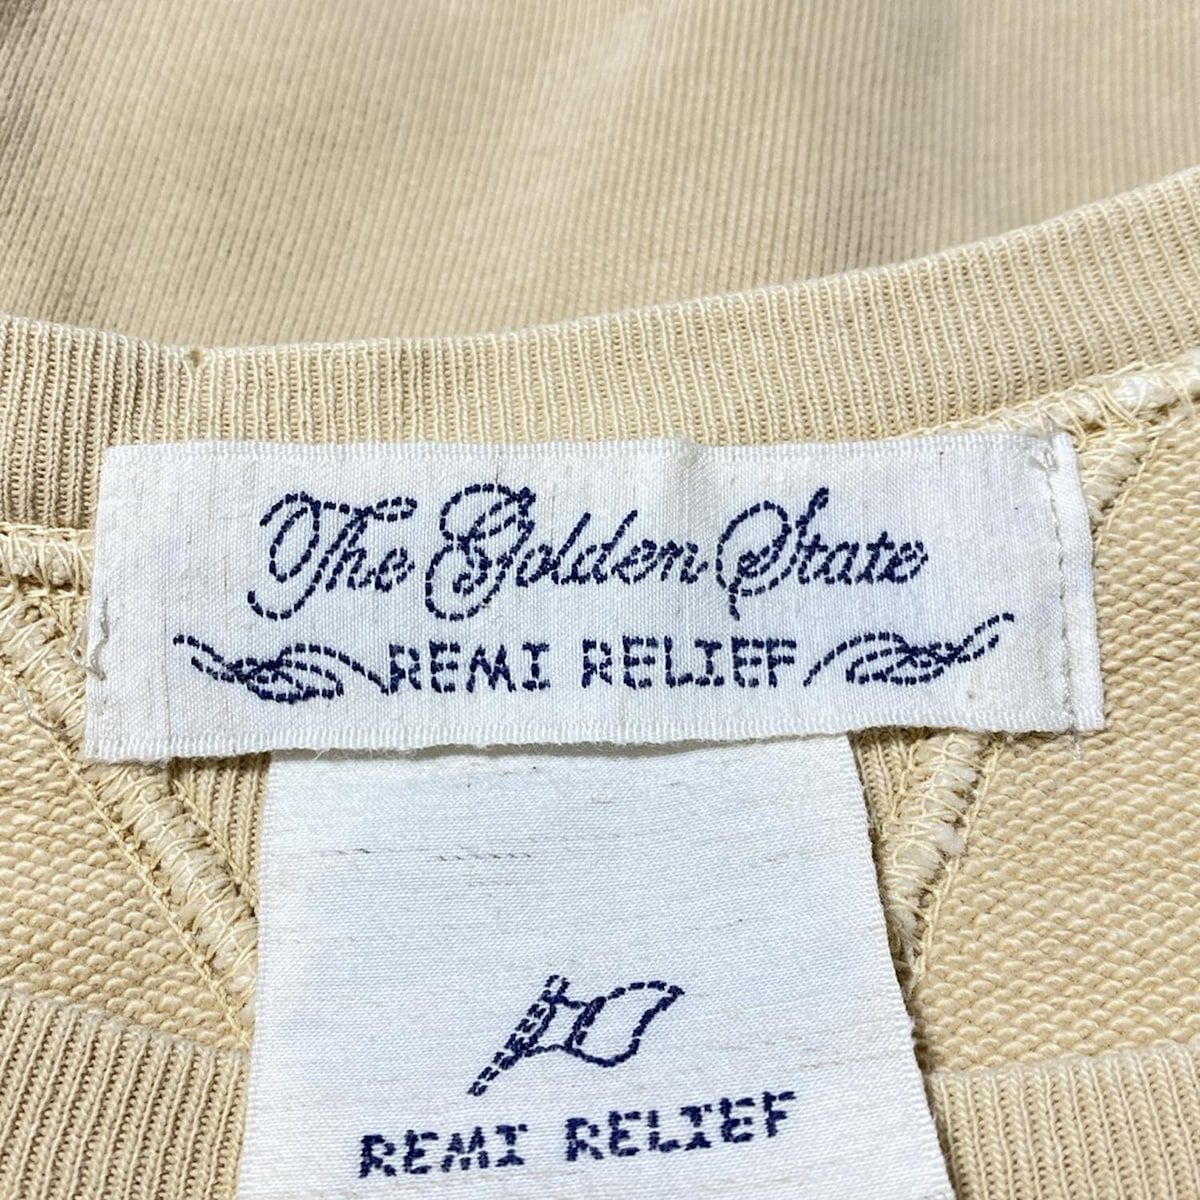 The Golden State
REMI RELIEF
REMI RELIEF